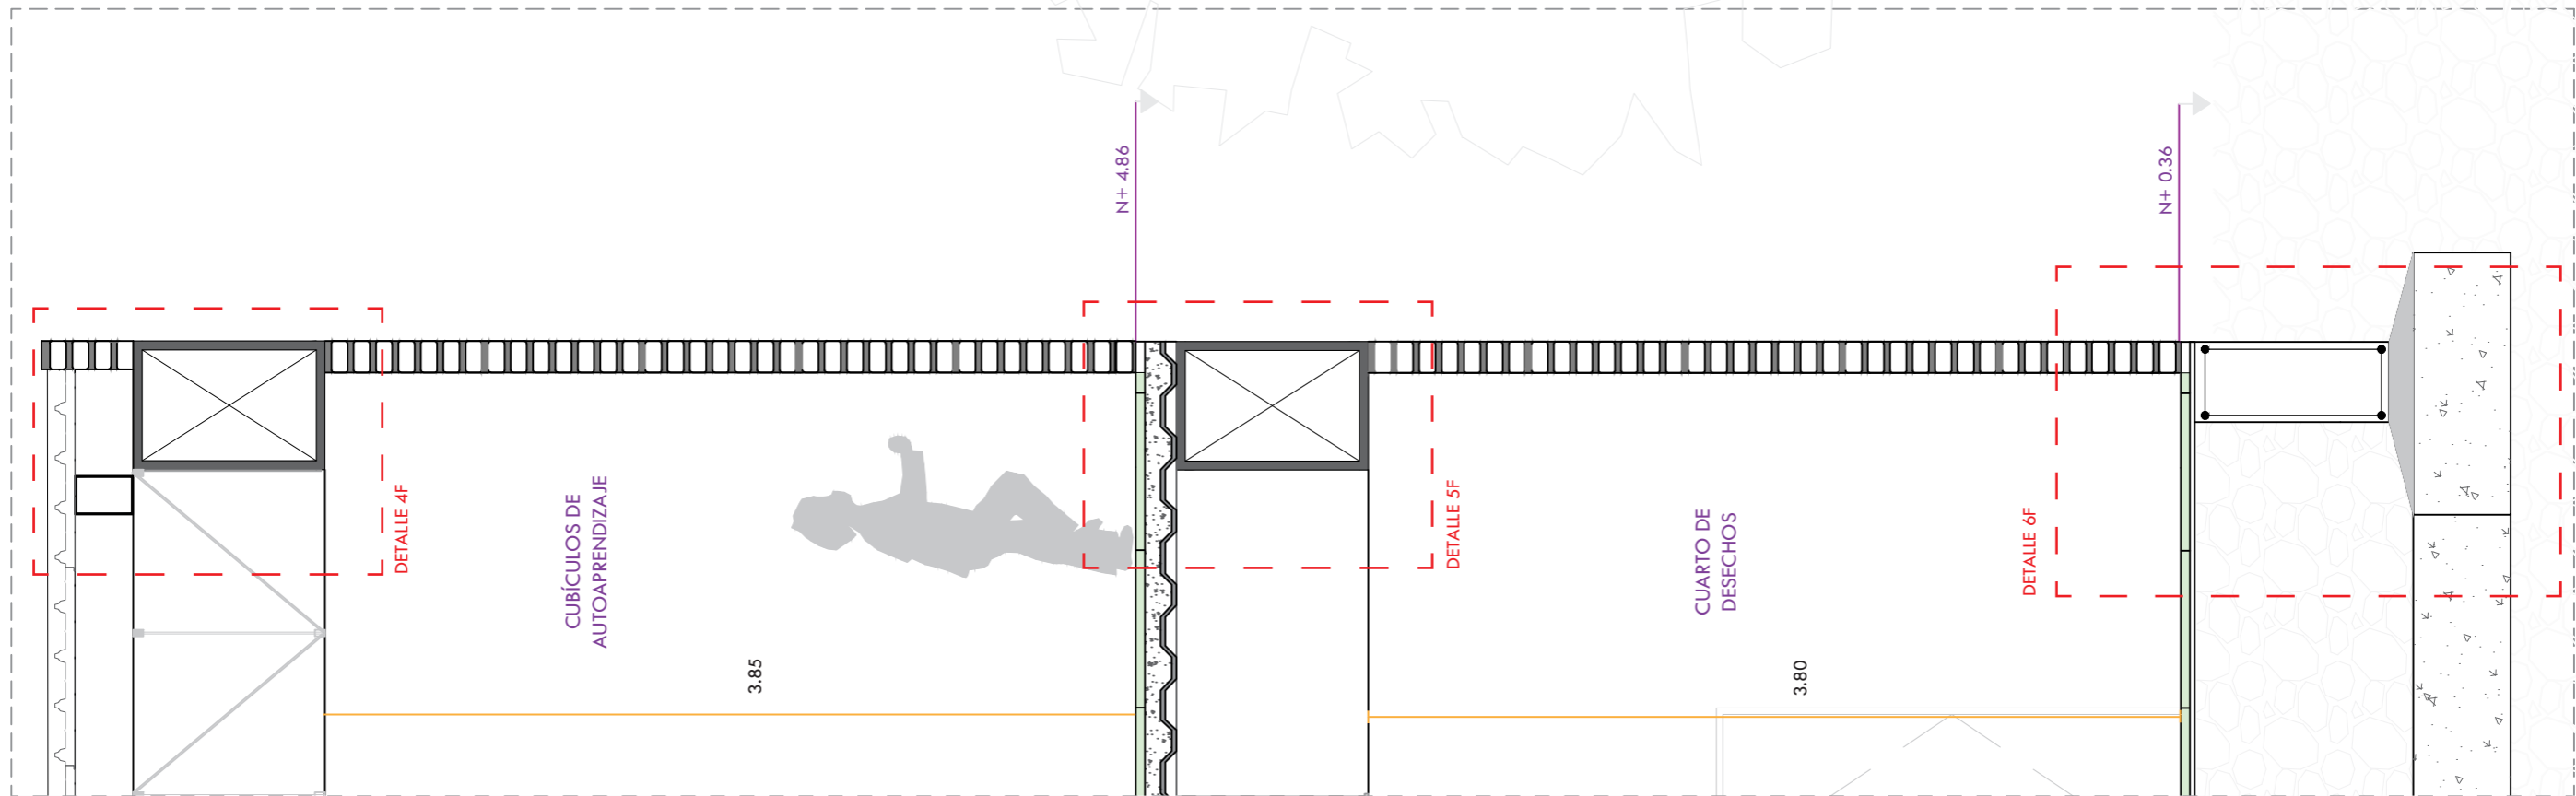 N+ 4.86
N+ 0.36
DETALLE 4F
CUBÍCULOS DE
AUTOAPRENDIZAJE
3.85
DETALLE 5F
CUARTO DE
DESECHOS
3.80
DETALLE 6F